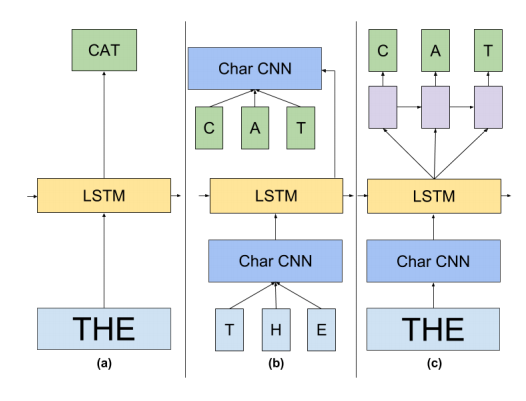 CAT
LSTM
THE
(a)
Char CNN
C A T
LSTM
Char CNN
T H E
(b)
C A T
LSTM
Char CNN
THE
(c)